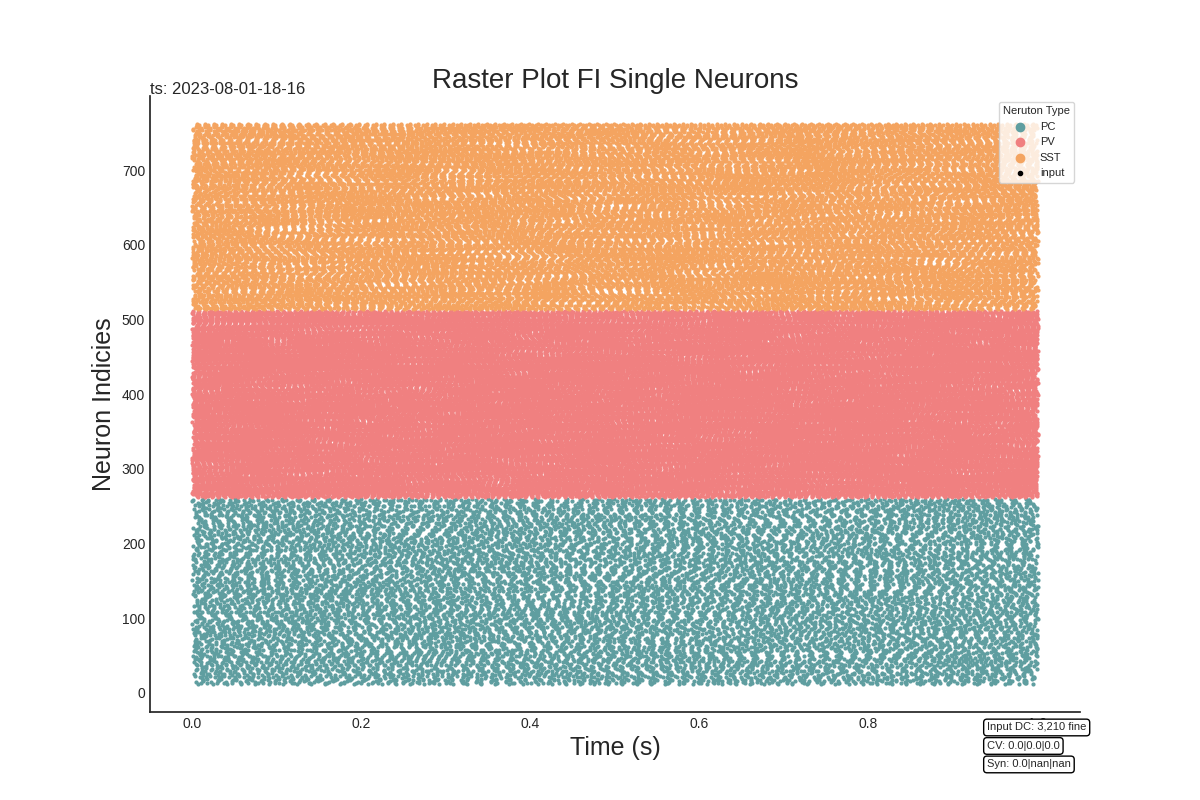 Raster Plot FI Single Neurons
ts: 2023-08-01-18-16
Neruton Type
PC
PV
SST
input
Neuron Indicies
700
600
500
400
300
200
100
0
0.0 0.2 0.4 0.6 0.8
Time (s)
Input DC: 3,210 fine
CV: 0.0|0.0|0.0
Syn: 0.0|nan|nan